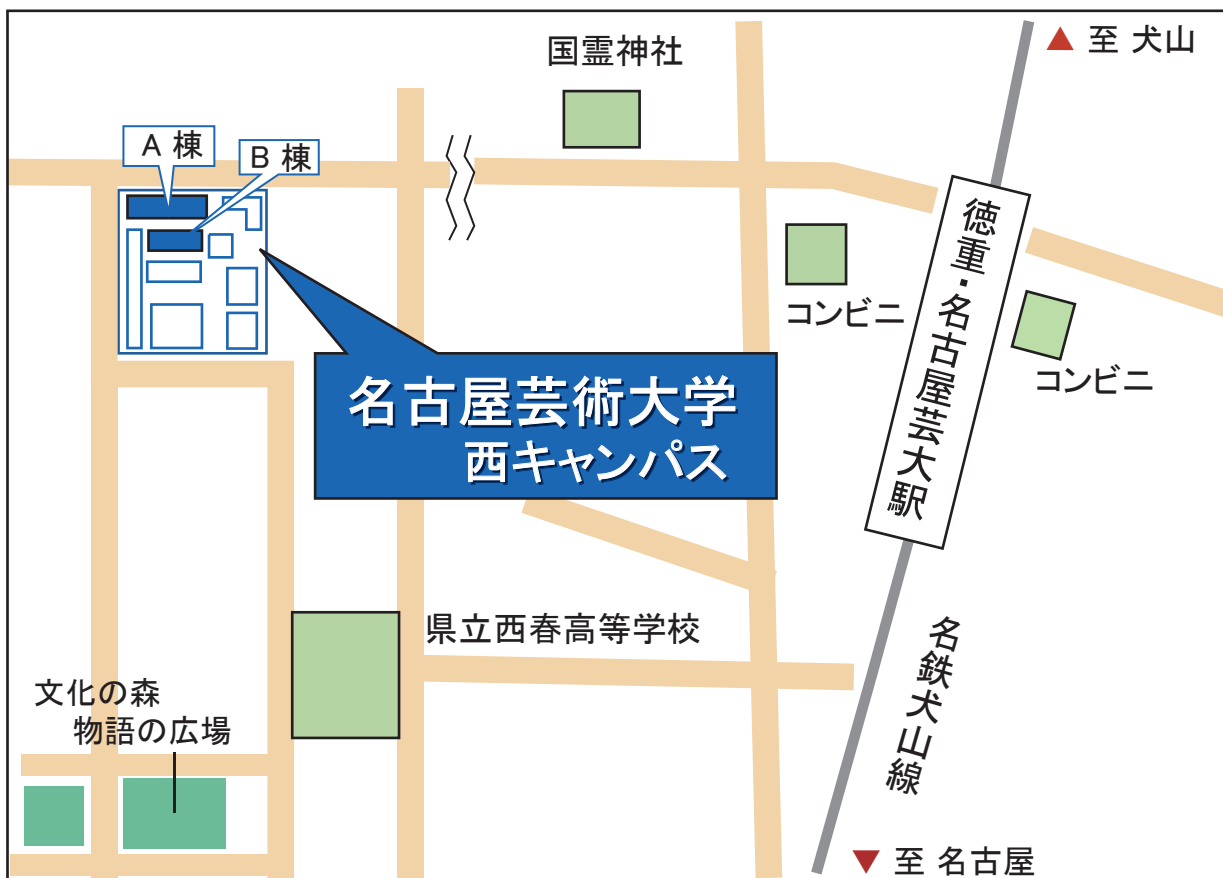 ▲ 至 犬山
国霊神社
A 棟
B 棟
徳重・名古屋芸大駅
コンビニ
コンビニ
名古屋芸術大学
西キャンパス
県立西春高等学校
名鉄犬山線
文化の森
物語の広場
▼ 至 名古屋